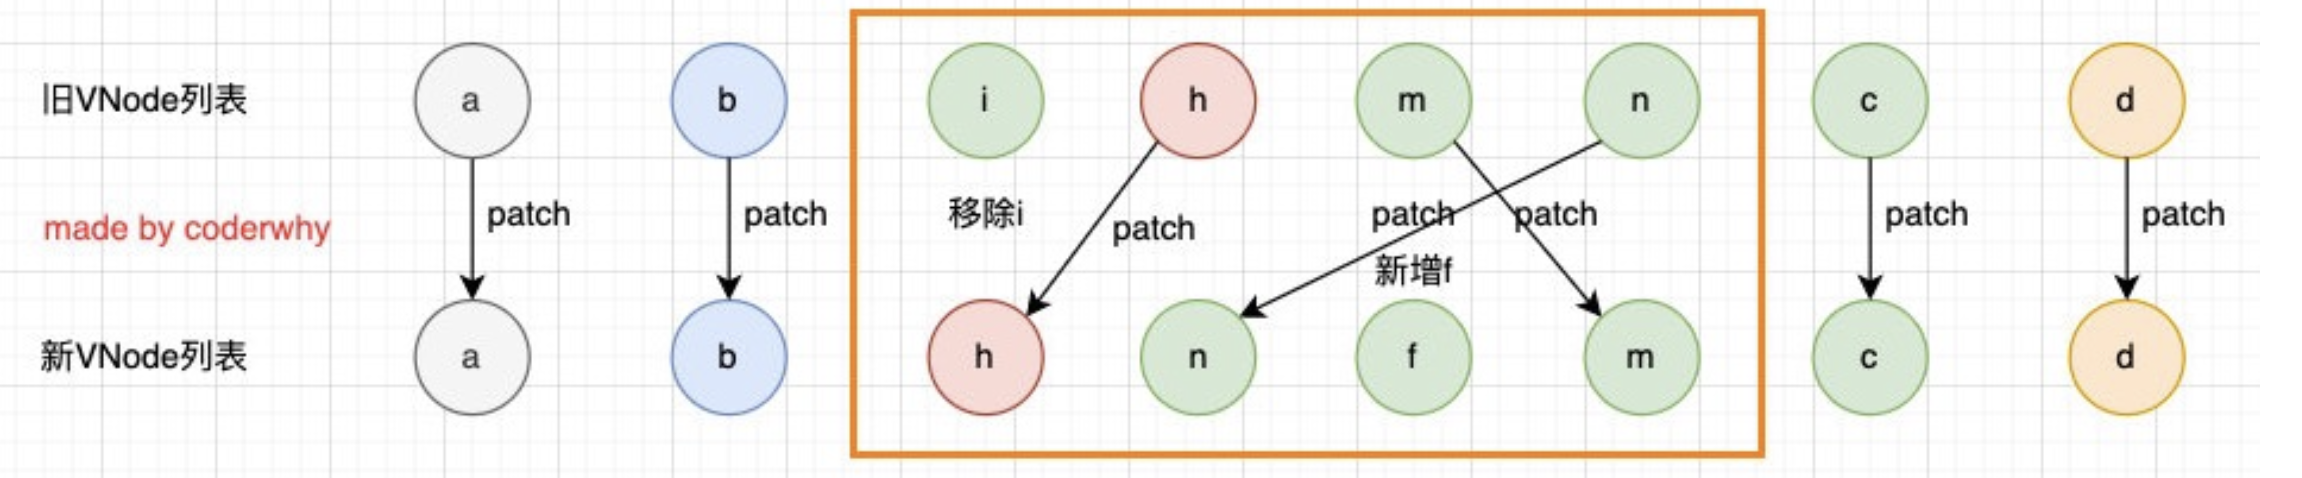 旧VNode列表
a
b
i
h
m
n
c
d
made by coderwhy
patch
patch
移除i
patch
patch
patch
新增f
patch
patch
新VNode列表
a
b
h
n
f
m
c
d